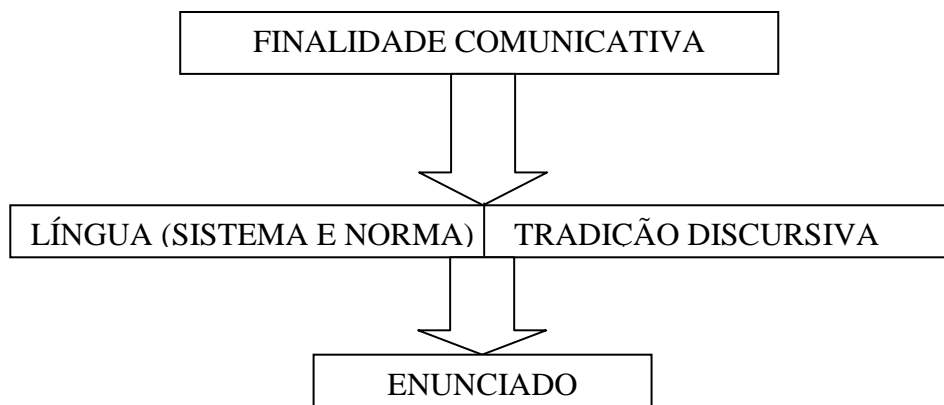 FINALIDADE COMUNICATIVA
LÍNGUA (SISTEMA E NORMA) TRADIÇÃO DISCURSIVA
ENUNCIADO